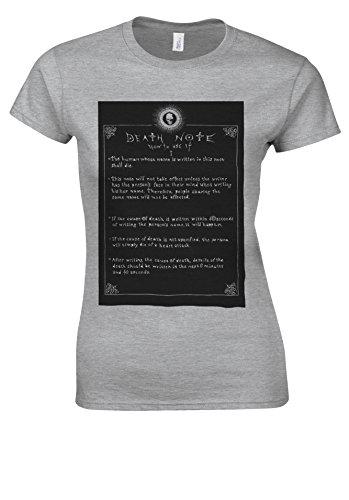 DEATH NOTE
HOW TO USE IT
I
• The human whose name is written in this note
shall die.
• This note will not take effect unless the writer
has the person's face in their mind when writing
his/her name. Therefore, people sharing the
same name will not be affected.
• If the cause of death is written within 40seconds
of writing the person's name, it will happen.
• If the cause of death is not specified, the person
will simply die of a heart attack.
• After writing the cause of death, details of the
death should be written in the next 6 minutes
and 40 seconds.